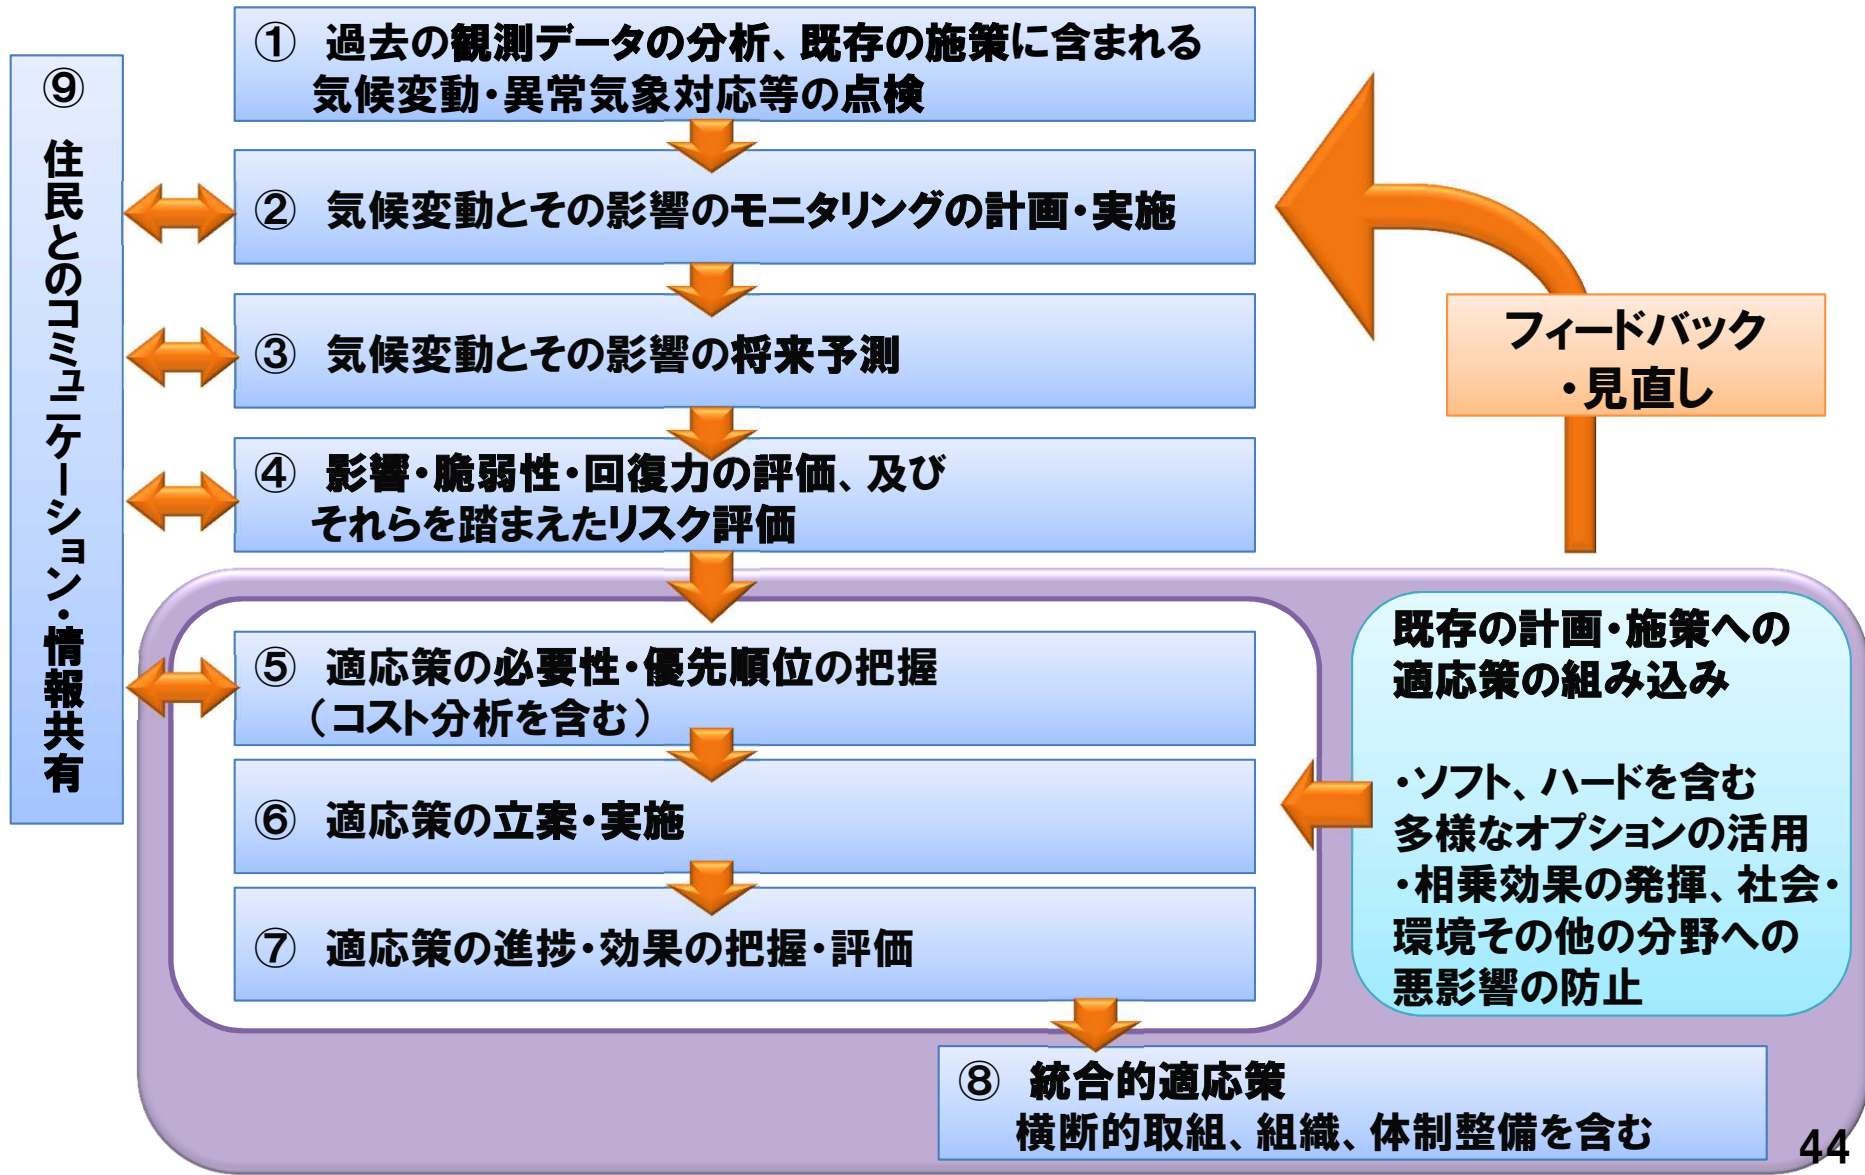 ① 過去の観測データの分析、既存の施策に含まれる
気候変動・異常気象対応等の点検
② 気候変動とその影響のモニタリングの計画・実施
③ 気候変動とその影響の将来予測
④ 影響・脆弱性・回復力の評価、及び
それらを踏まえたリスク評価
⑤ 適応策の必要性・優先順位の把握
（コスト分析を含む）
⑥ 適応策の立案・実施
⑦ 適応策の進捗・効果の把握・評価
⑧ 統合的適応策
横断的取組、組織、体制整備を含む
⑨ 住民とのコミュニケーション・情報共有
フィードバック
・見直し
既存の計画・施策への
適応策の組み込み
・ソフト、ハードを含む
多様なオプションの活用
・相乗効果の発揮、社会・
環境その他の分野への
悪影響の防止
44